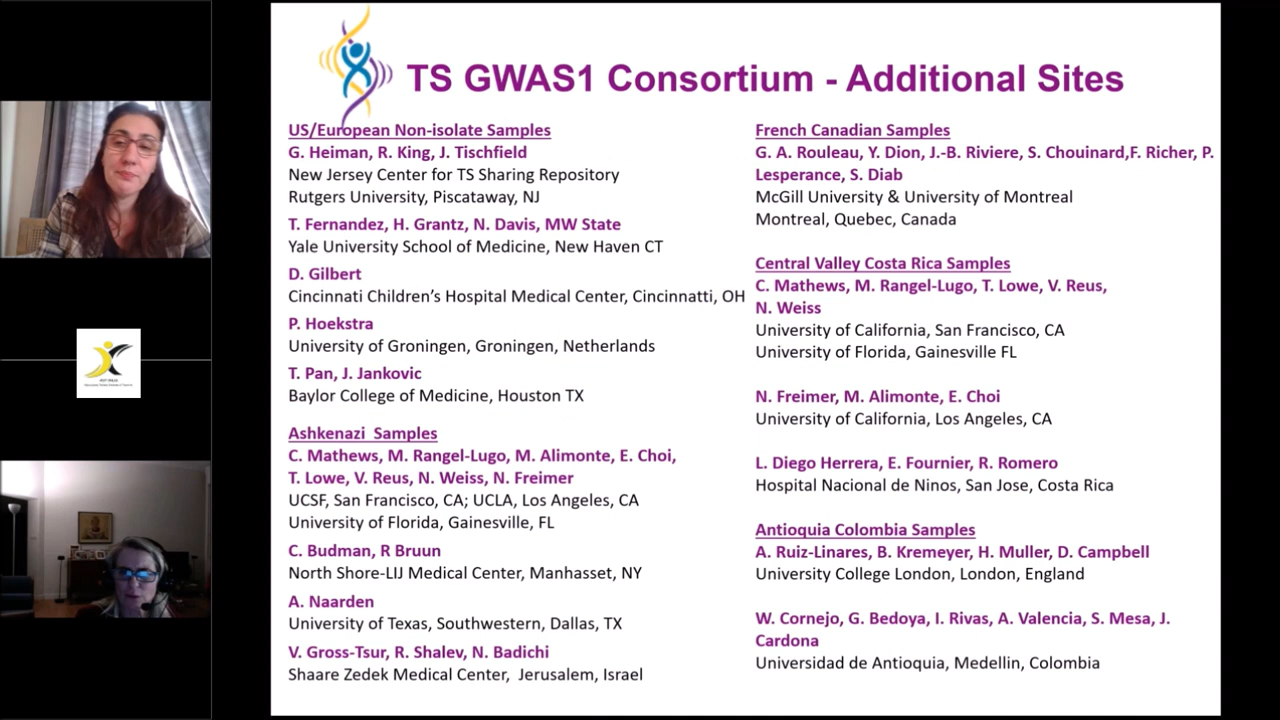 TS GWAS1 Consortium - Additional Sites
US/European Non-isolate Samples
G. Heiman, R. King, J. Tischfield
New Jersey Center for TS Sharing Repository
Rutgers University, Piscataway, NJ
T. Fernandez, H. Grantz, N. Davis, MW State
Yale University School of Medicine, New Haven CT
D. Gilbert
Cincinnati Children's Hospital Medical Center, Cincinnatti, OH
P. Hoekstra
University of Groningen, Groningen, Netherlands
T. Pan, J. Jankovic
Baylor College of Medicine, Houston TX
Ashkenazi Samples
C. Mathews, M. Rangel-Lugo, M. Alimonte, E. Choi,
T. Lowe, V. Reus, N. Weiss, N. Freimer
UCSF, San Francisco, CA; UCLA, Los Angeles, CA
University of Florida, Gainesville, FL
C. Budman, R Bruun
North Shore-LIJ Medical Center, Manhasset, NY
A. Naarden
University of Texas, Southwestern, Dallas, TX
V. Gross-Tsur, R. Shalev, N. Badichi
Shaare Zedek Medical Center, Jerusalem, Israel
French Canadian Samples
G. A. Rouleau, Y. Dion, J.-B. Riviere, S. Chouinard,F. Richer, P.
Lesperance, S. Diab
McGill University & University of Montreal
Montreal, Quebec, Canada
Central Valley Costa Rica Samples
C. Mathews, M. Rangel-Lugo, T. Lowe, V. Reus,
N. Weiss
University of California, San Francisco, CA
University of Florida, Gainesville FL
N. Freimer, M. Alimonte, E. Choi
University of California, Los Angeles, CA
L. Diego Herrera, E. Fournier, R. Romero
Hospital Nacional de Ninos, San Jose, Costa Rica
Antioquia Colombia Samples
A. Ruiz-Linares, B. Kremeyer, H. Muller, D. Campbell
University College London, London, England
W. Cornejo, G. Bedoya, I. Rivas, A. Valencia, S. Mesa, J.
Cardona
Universidad de Antioquia, Medellin, Colombia